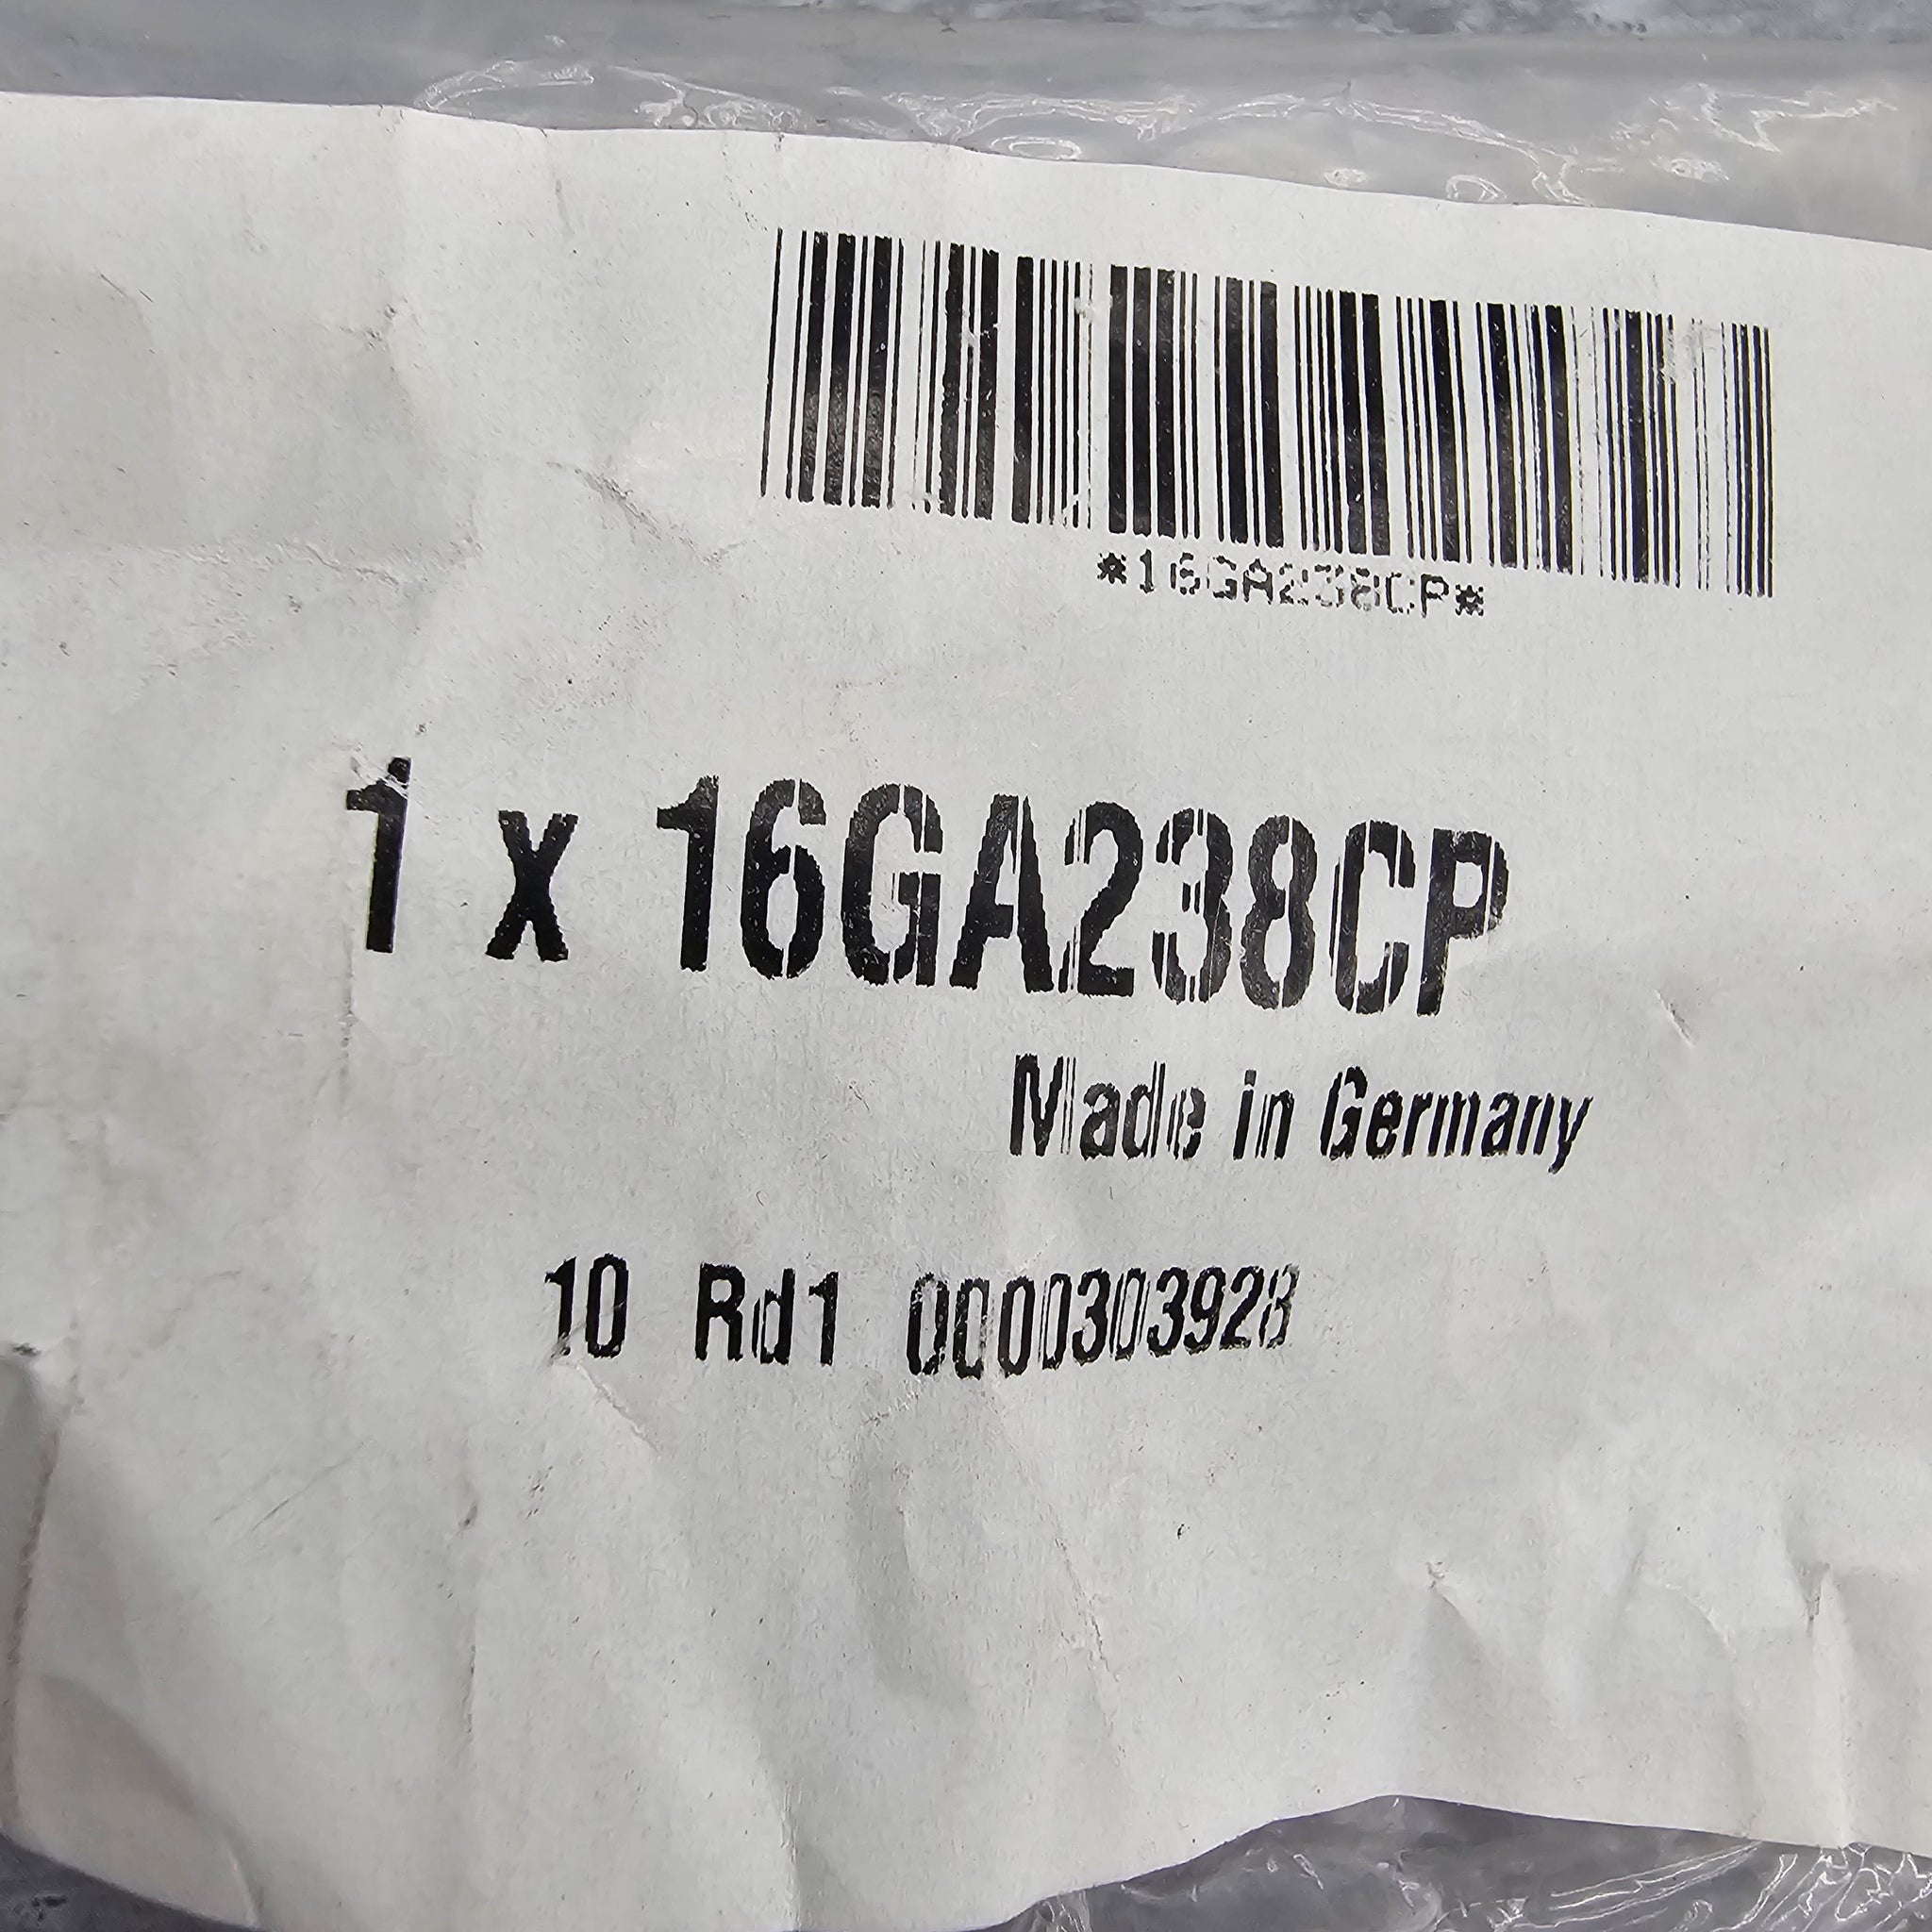 *16GA238CP*
1 x 16GA238CP
Made in Germany
10 Rd1 0000303928